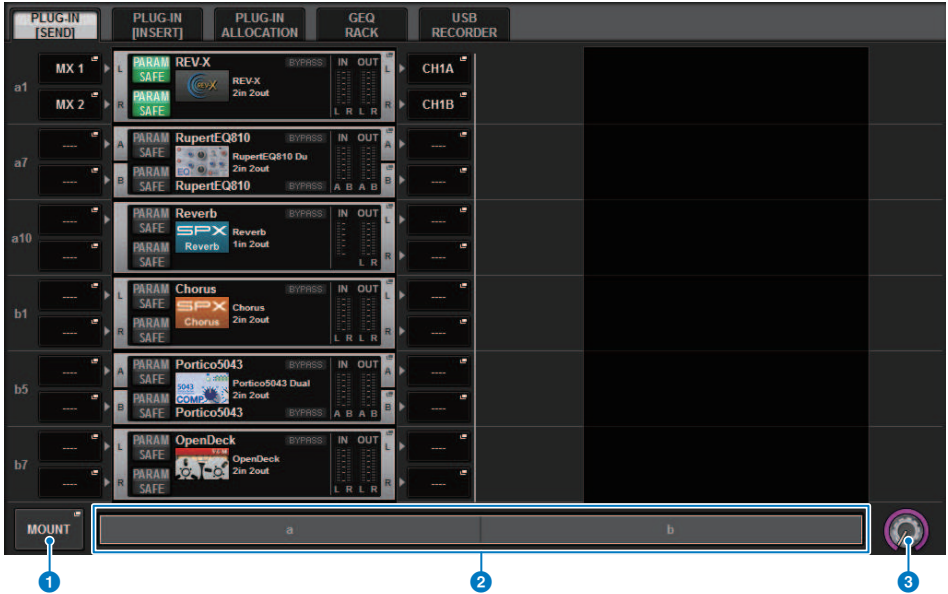 PLUG-IN [SEND]
PLUG-IN [INSERT]
PLUG-IN ALLOCATION
GEQ RACK
USB RECORDER
a1
MX 1
MX 2
L
R
PARAM SAFE
PARAM SAFE
REV-X
BYPASS
REV-X
REV-X
2in 2out
IN OUT
L R L R
L
R
CH1A
CH1B
a7
----
----
A
B
PARAM SAFE
PARAM SAFE
RupertEQ810
BYPASS
EQ
RupertEQ810 Du
2in 2out
RupertEQ810
BYPASS
IN OUT
A B A B
A
B
----
----
a10
----
----
PARAM SAFE
PARAM SAFE
Reverb
BYPASS
SPX
Reverb
Reverb
1in 2out
IN OUT
L R
L
R
----
----
b1
----
----
L
R
PARAM SAFE
PARAM SAFE
Chorus
BYPASS
SPX
Chorus
Chorus
2in 2out
IN OUT
L R L R
L
R
----
----
b5
----
----
A
B
PARAM SAFE
PARAM SAFE
Portico5043
BYPASS
5043
COMP
Portico5043 Dual
2in 2out
Portico5043
BYPASS
IN OUT
A B A B
A
B
----
----
b7
----
----
L
R
PARAM SAFE
PARAM SAFE
OpenDeck
BYPASS
OpenDeck
2in 2out
IN OUT
L R L R
L
R
----
----
MOUNT
a
b
1
2
3